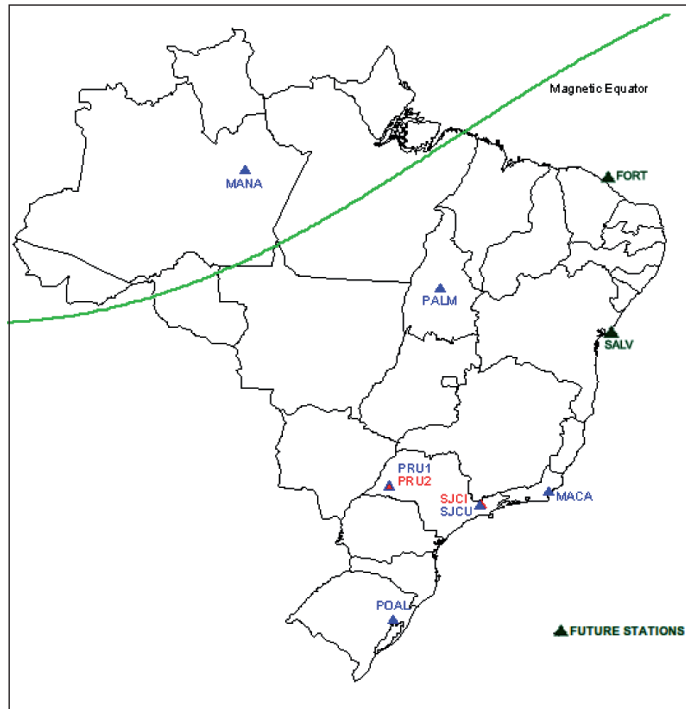 Magnetic Equator
FORT
MANA
PALM
SALV
PRU1
PRU2
SJCI
SJCU
MACA
POAL
FUTURE STATIONS